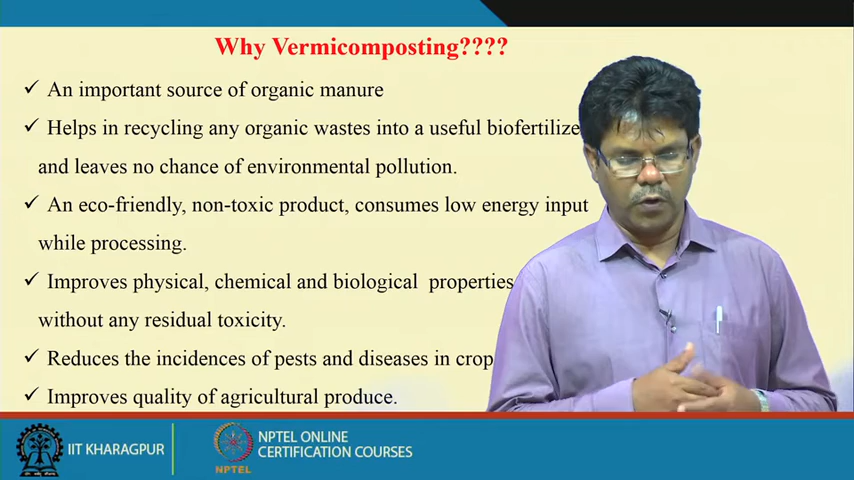 Why Vermicomposting????
✓ An important source of organic manure
✓ Helps in recycling any organic wastes into a useful biofertilize
and leaves no chance of environmental pollution.
✓ An eco-friendly, non-toxic product, consumes low energy input
while processing.
✓ Improves physical, chemical and biological properties
without any residual toxicity.
✓ Reduces the incidences of pests and diseases in crop
✓ Improves quality of agricultural produce.
IIT KHARAGPUR
NPTEL
NPTEL ONLINE
CERTIFICATION COURSES